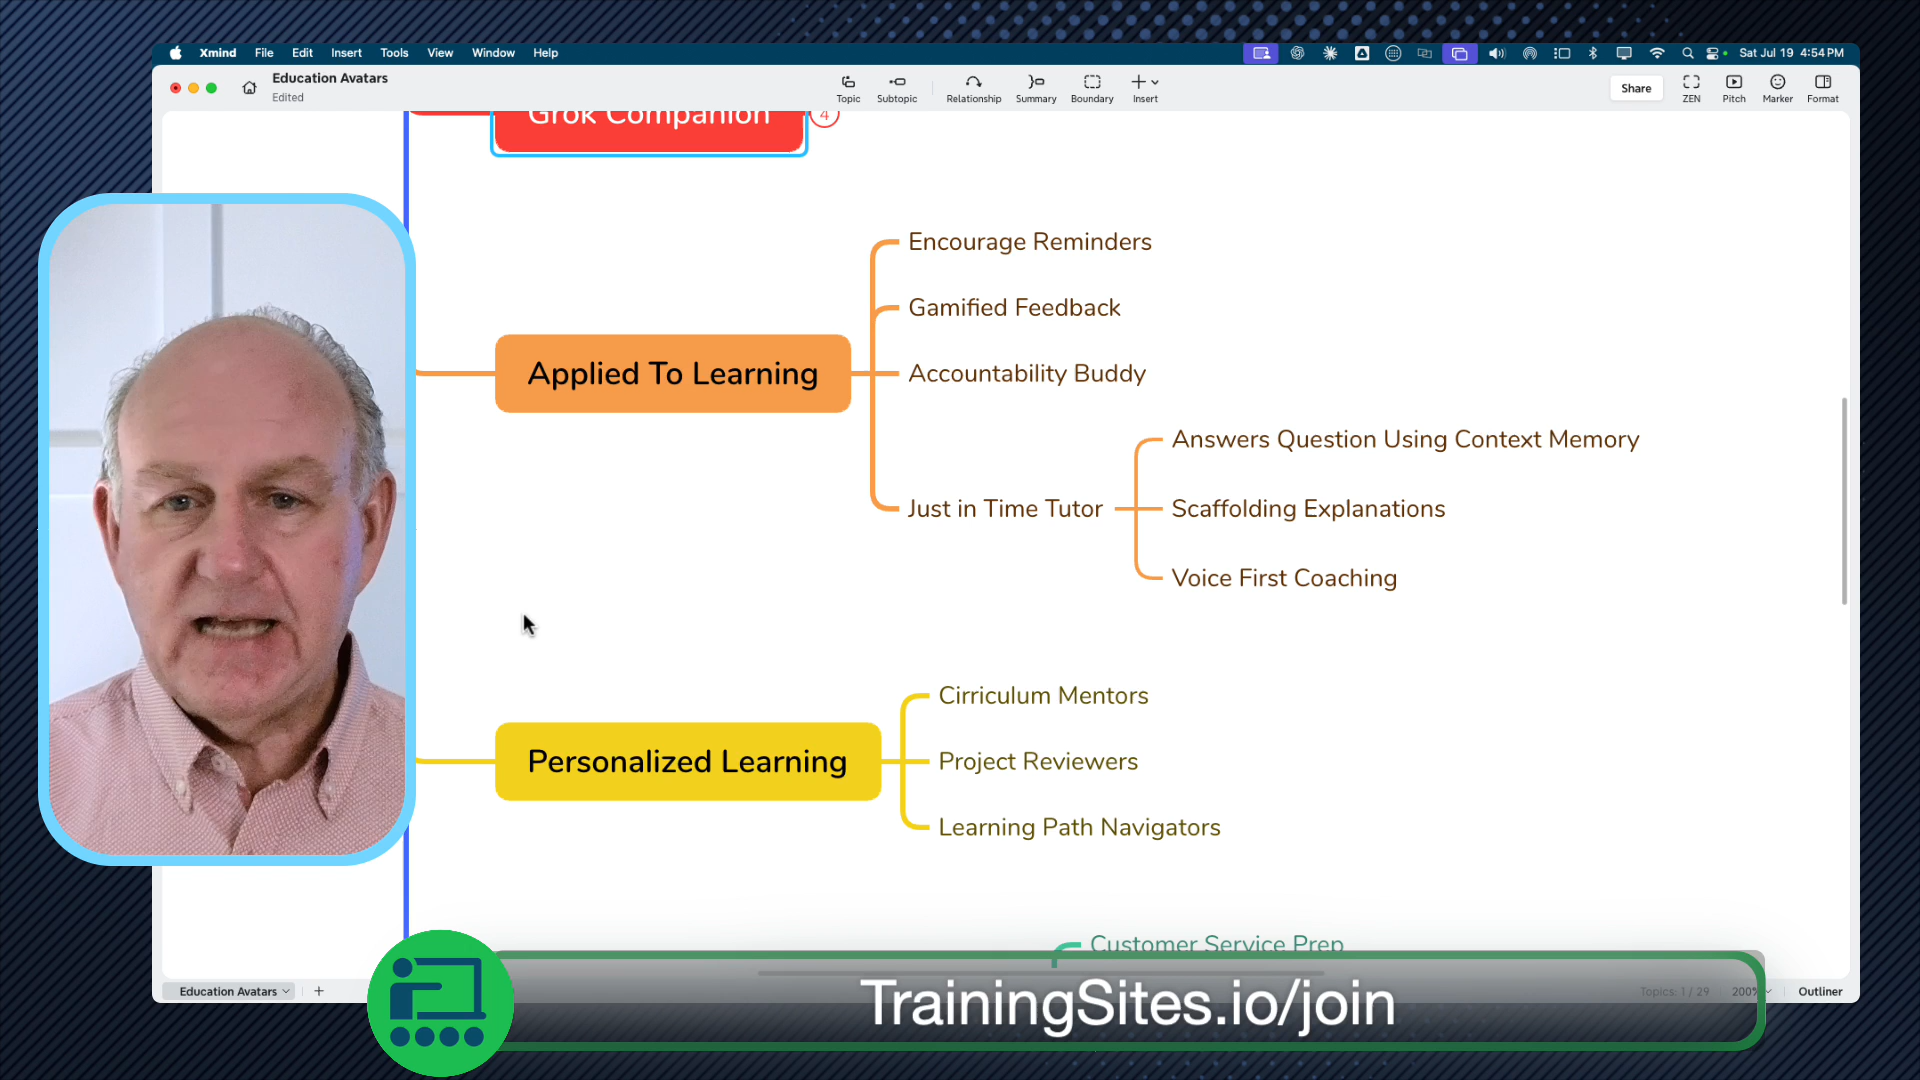 Xmind File Edit Insert Tools View Window Help
Sat Jul 19 4:54 PM
Education Avatars
Edited
Topic Subtopic Relationship Summary Boundary Insert
Share ZEN Pitch Marker Format
Grok Companion 4
Encourage Reminders
Gamified Feedback
Applied To Learning
Accountability Buddy
Answers Question Using Context Memory
Just in Time Tutor
Scaffolding Explanations
Voice First Coaching
Cirriculum Mentors
Personalized Learning
Project Reviewers
Learning Path Navigators
Customer Service Prep
Education Avatars
TrainingSites.io/join
Topics: 1 / 29 200% Outliner